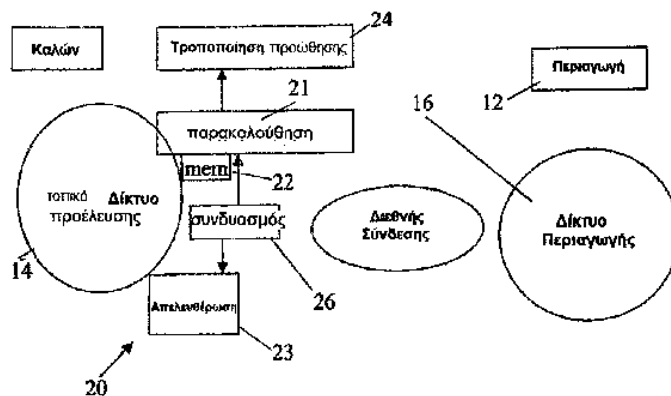 Καλών
Τροποποίηση προώθησης
24
Περιαγωγή
12
21
παρακολούθηση
16
mem
22
τοπικό Δίκτυο
προέλευσης
συνδυασμός
Διεθνής
Σύνδεσης
Δίκτυο
Περιαγωγής
14
26
Απελενθέρωση
23
20